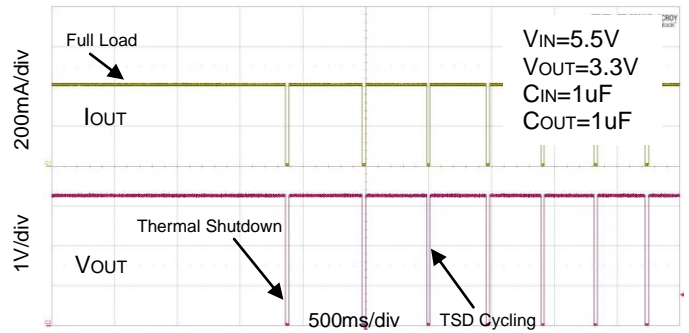 Full Load
VIN=5.5V
VOUT=3.3V
CIN=1uF
COUT=1uF
200mA/div
IOUT
1V/div
Thermal Shutdown
VOUT
500ms/div
TSD Cycling